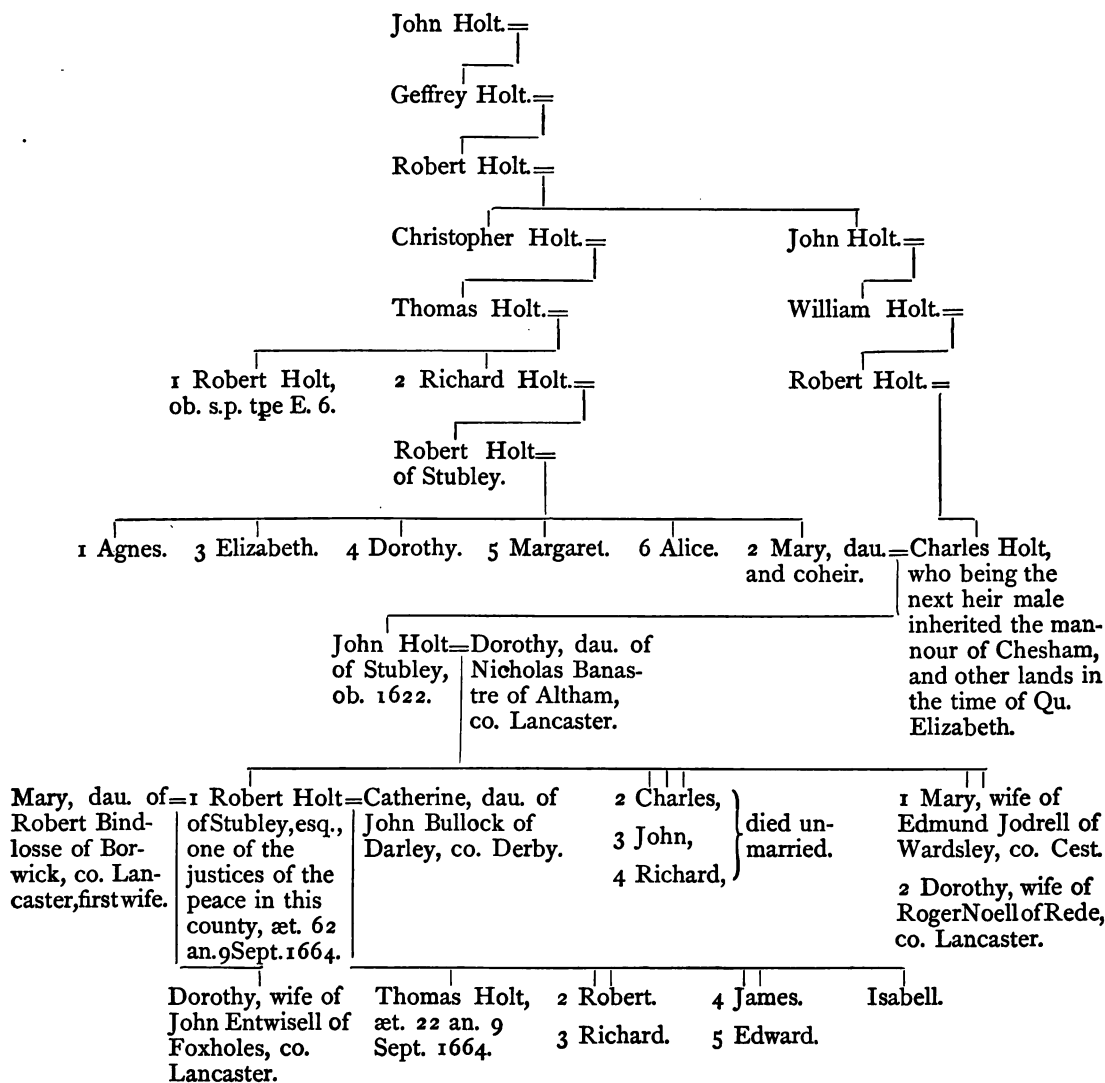 John Holt.=
Geffrey Holt.=
Robert Holt.=
Christopher Holt.=
John Holt.=
Thomas Holt.=
William Holt.=
1 Robert Holt,
ob. s.p. tpe E. 6.
2 Richard Holt.=
Robert Holt.=
Robert Holt=
of Stubley.
1 Agnes.
3 Elizabeth.
4 Dorothy.
5 Margaret.
6 Alice.
2 Mary, dau.=
and coheir.
Charles Holt,
who being the
next heir male
inherited the man-
nour of Chesham,
and other lands in
the time of Qu.
Elizabeth.
John Holt=
of Stubley,
ob. 1622.
Dorothy, dau. of
Nicholas Banas-
tre of Altham,
co. Lancaster.
Mary, dau. of=
Robert Bind-
losse of Bor-
wick, co. Lan-
caster, first wife.
1 Robert Holt=
of Stubley, esq.,
one of the
justices of the
peace in this
county, æt. 62
an. 9 Sept. 1664.
Catherine, dau. of
John Bullock of
Darley, co. Derby.
2 Charles,
3 John,
4 Richard,
died un-
married.
1 Mary, wife of
Edmund Jodrell of
Wardsley, co. Cest.
2 Dorothy, wife of
Roger Noell of Rede,
co. Lancaster.
Dorothy, wife of
John Entwisell of
Foxholes, co.
Lancaster.
Thomas Holt,
æt. 22 an. 9
Sept. 1664.
2 Robert.
3 Richard.
4 James.
5 Edward.
Isabell.